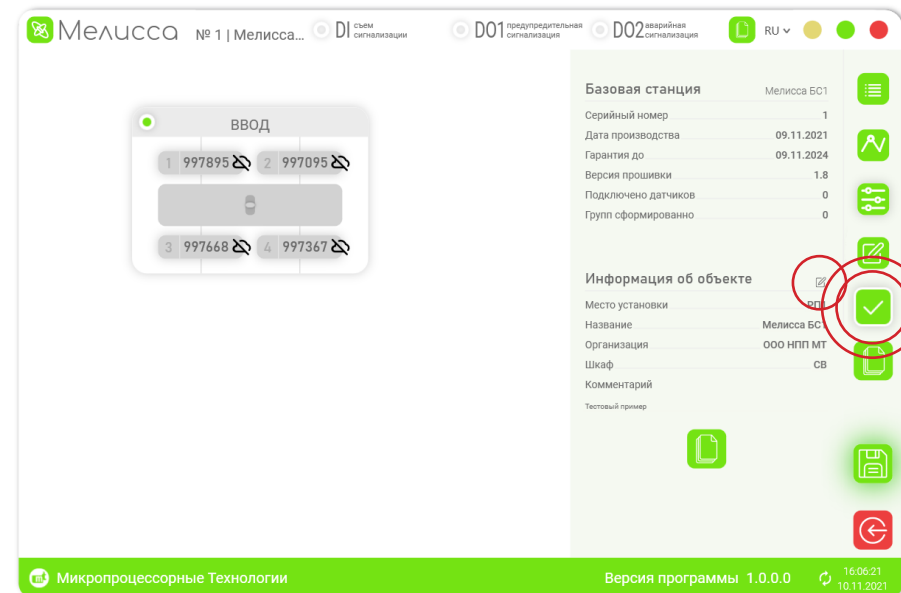 Мелисса № 1 | Мелисса... DI съем сигнализации DO1 предупредительная сигнализация DO2 аварийная сигнализация RU
ВВОД
1 997895 2 997095
3 997668 4 997367
Базовая станция Мелисса БС1
Серийный номер 1
Дата производства 09.11.2021
Гарантия до 09.11.2024
Версия прошивки 1.8
Подключено датчиков 0
Групп сформированно 0
Информация об объекте
Место установки РП1
Название Мелисса БС1
Организация ООО НПП МТ
Шкаф СВ
Комментарий
Тестовый пример
Микропроцессорные Технологии Версия программы 1.0.0.0 16:06:21
10.11.2021